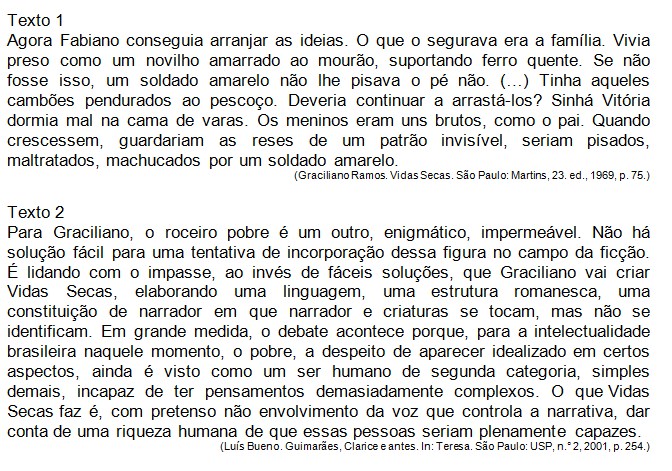 Texto 1
Agora Fabiano conseguia arranjar as ideias. O que o segurava era a família. Vivia
preso como um novilho amarrado ao mourão, suportando ferro quente. Se não
fosse isso, um soldado amarelo não lhe pisava o pé não. (…) Tinha aqueles
cambões pendurados ao pescoço. Deveria continuar a arrastá-los? Sinhá Vitória
dormia mal na cama de varas. Os meninos eram uns brutos, como o pai. Quando
crescessem, guardariam as reses de um patrão invisível, seriam pisados,
maltratados, machucados por um soldado amarelo.
(Graciliano Ramos. Vidas Secas. São Paulo: Martins, 23. ed., 1969, p. 75.)
Texto 2
Para Graciliano, o roceiro pobre é um outro, enigmático, impermeável. Não há
solução fácil para uma tentativa de incorporação dessa figura no campo da ficção.
É lidando com o impasse, ao invés de fáceis soluções, que Graciliano vai criar
Vidas Secas, elaborando uma linguagem, uma estrutura romanesca, uma
constituição de narrador em que narrador e criaturas se tocam, mas não se
identificam. Em grande medida, o debate acontece porque, para a intelectualidade
brasileira naquele momento, o pobre, a despeito de aparecer idealizado em certos
aspectos, ainda é visto como um ser humano de segunda categoria, simples
demais, incapaz de ter pensamentos demasiadamente complexos. O que Vidas
Secas faz é, com pretenso não envolvimento da voz que controla a narrativa, dar
conta de uma riqueza humana de que essas pessoas seriam plenamente capazes.
(Luís Bueno. Guimarães, Clarice e antes. In: Teresa. São Paulo: USP, n.° 2, 2001, p. 254.)